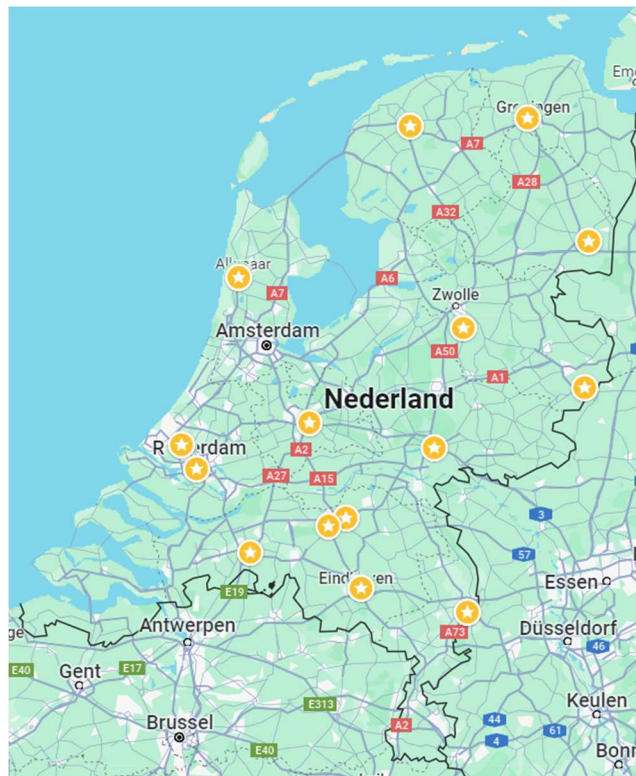 A7
A28
A32
A6
A7
Zwolle
Amsterdam
A50
A1
Nederland
A2
A27
A15
3
57
E19
Essen
A73
Antwerpen
Düsseldorf
46
E40
Gent
E17
E313
Keulen
44
A2
Brussel
4
61
E40